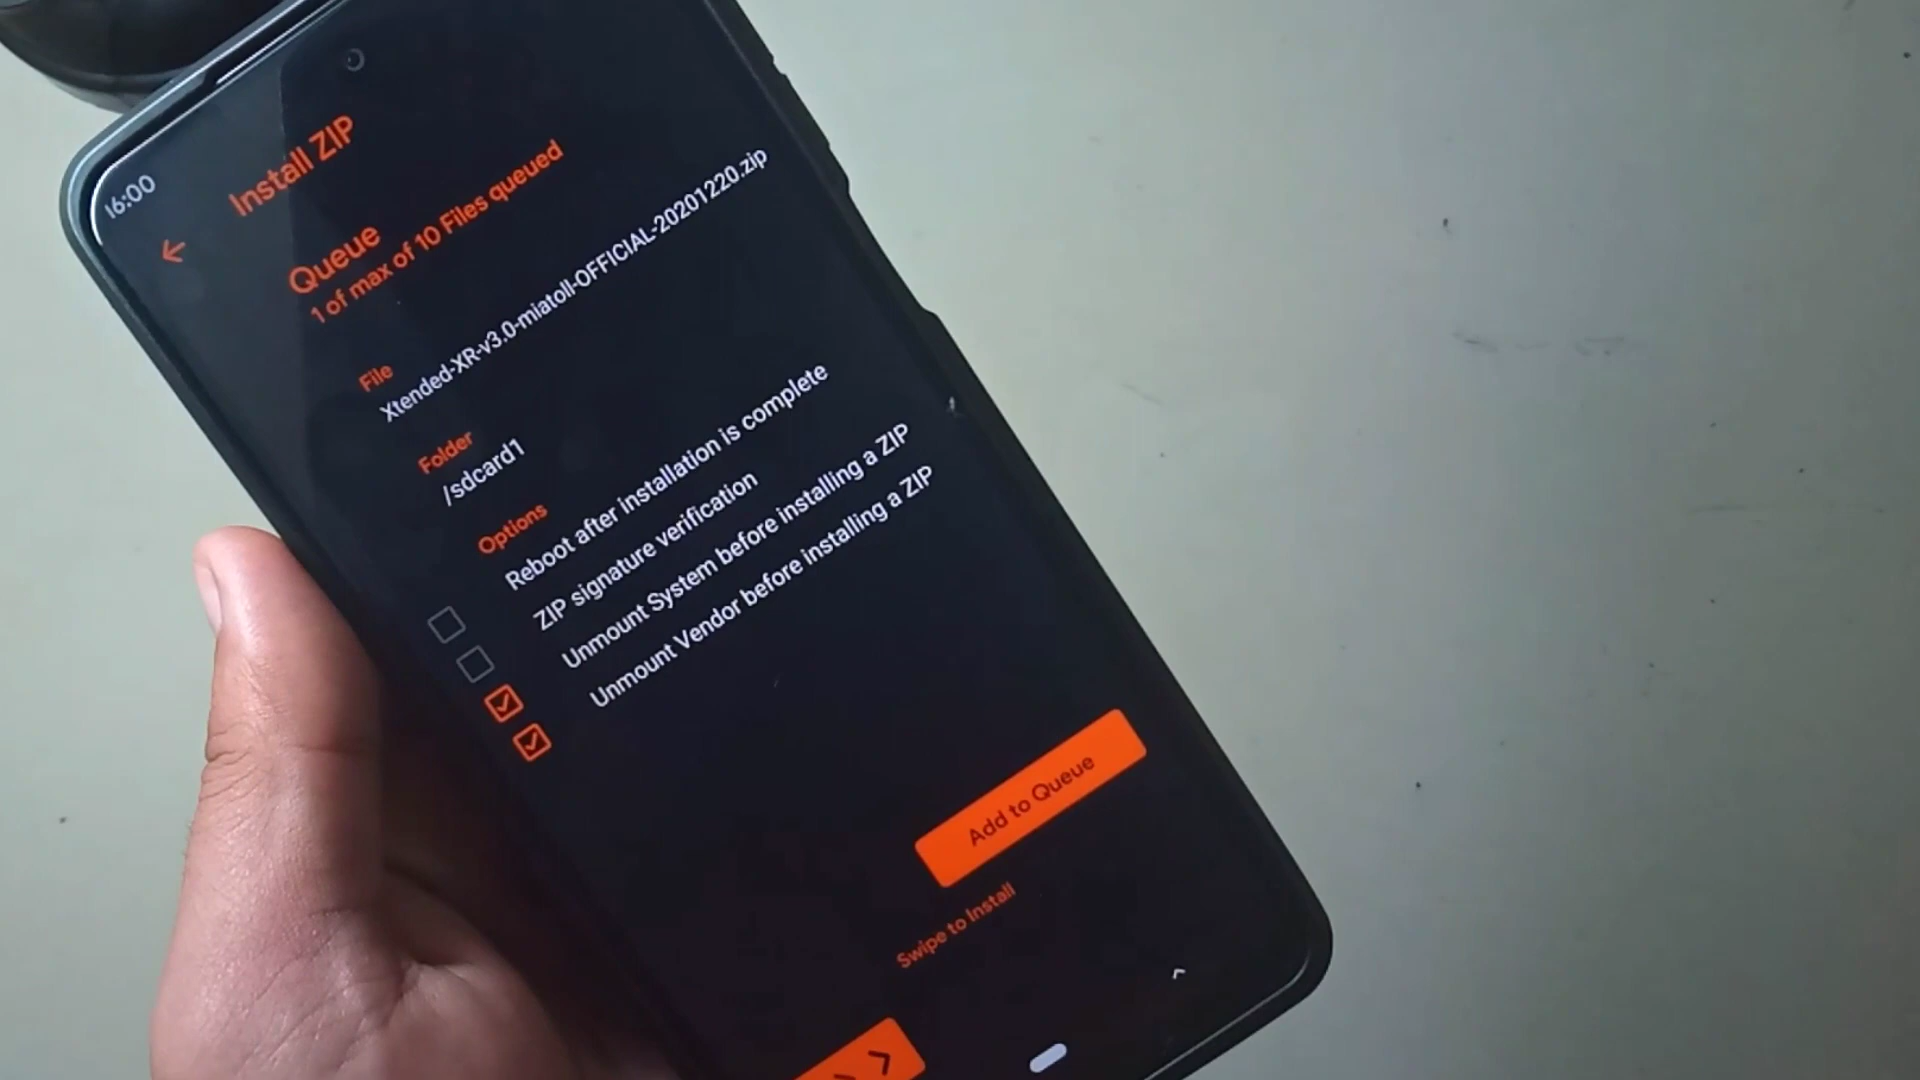 16:00
Install ZIP
Queue
1 of max of 10 Files queued
File
Xtended-XR-v3.0-miatoll-OFFICIAL-20201220.zip
Folder
/sdcard1
Options
Reboot after installation is complete
ZIP signature verification
Unmount System before installing a ZIP
Unmount Vendor before installing a ZIP
Add to Queue
Swipe to Install